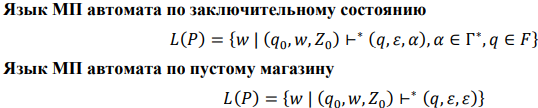 Язык МП автомата по заключительному состоянию
L(P) = {w | (q₀, w, Z₀) ⊢* (q, ε, α), α ∈ Γ*, q ∈ F}
Язык МП автомата по пустому магазину
L(P) = {w | (q₀, w, Z₀) ⊢* (q, ε, ε)}